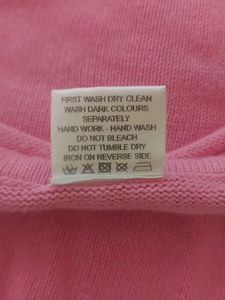 FIRST WASH DRY CLEAN
WASH DARK COLOURS
SEPARATELY
HAND WORK - HAND WASH
DO NOT BLEACH
DO NOT TUMBLE DRY
IRON ON REVERSE SIDE